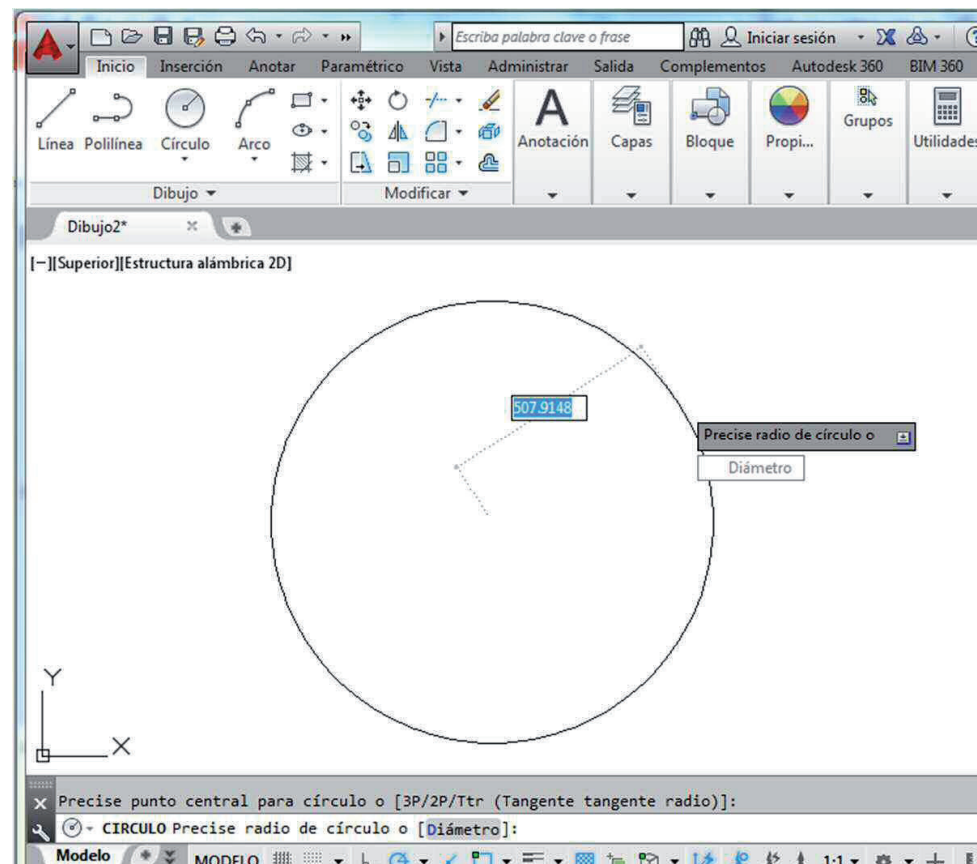 Escriba palabra clave o frase
Iniciar sesión
Inicio Inserción Anotar Paramétrico Vista Administrar Salida Complementos Autodesk 360 BIM 360
Línea Polilínea Círculo Arco
Anotación Capas Bloque Propi... Grupos Utilidades
Dibujo Modificar
Dibujo2*
[−][Superior][Estructura alámbrica 2D]
507.9148
Precise radio de círculo o
Diámetro
Y
X
Precise punto central para círculo o [3P/2P/Ttr (Tangente tangente radio)]:
CIRCULO Precise radio de círculo o [Diámetro]:
Modelo MODELO 1:1